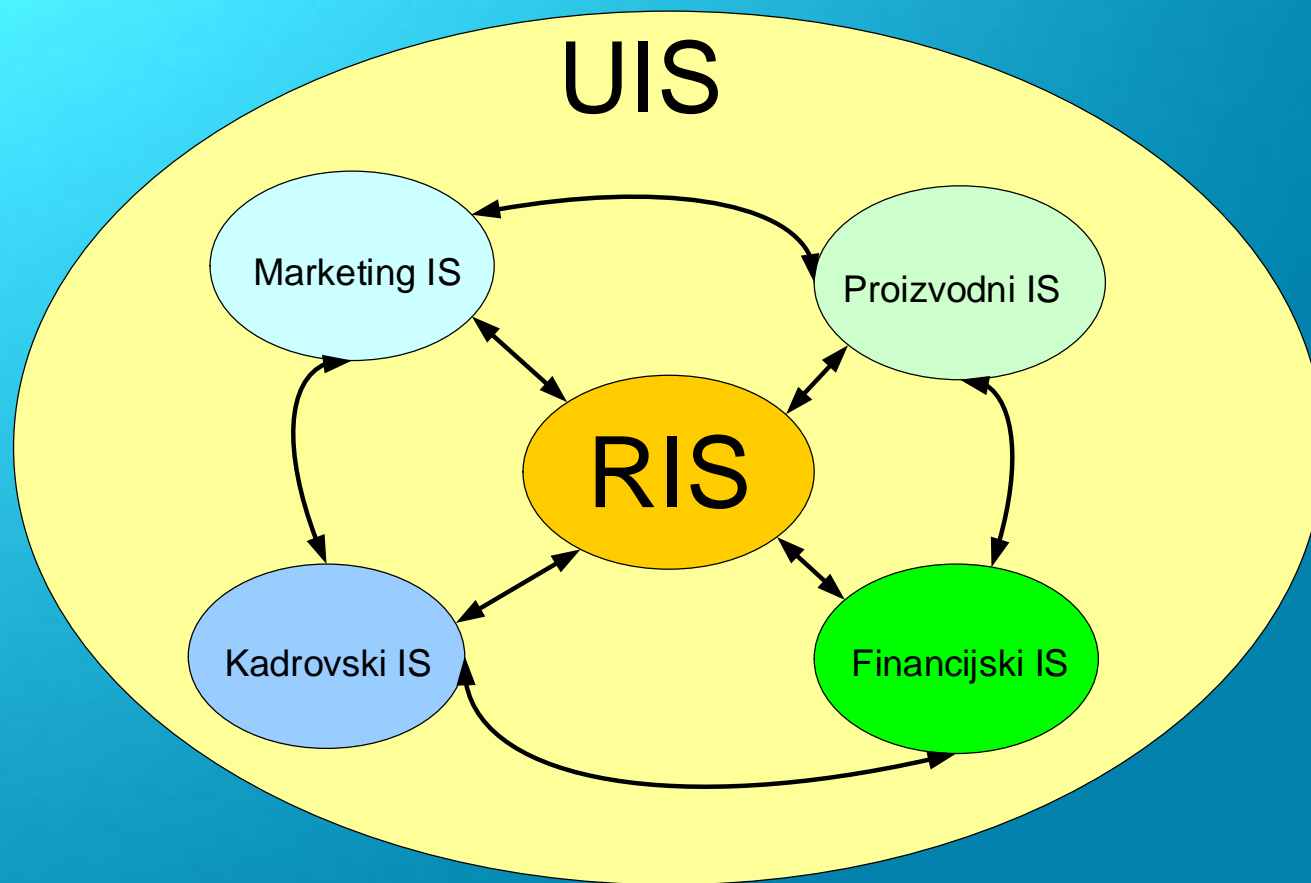 UIS
Marketing IS
Proizvodni IS
RIS
Kadrovski IS
Financijski IS